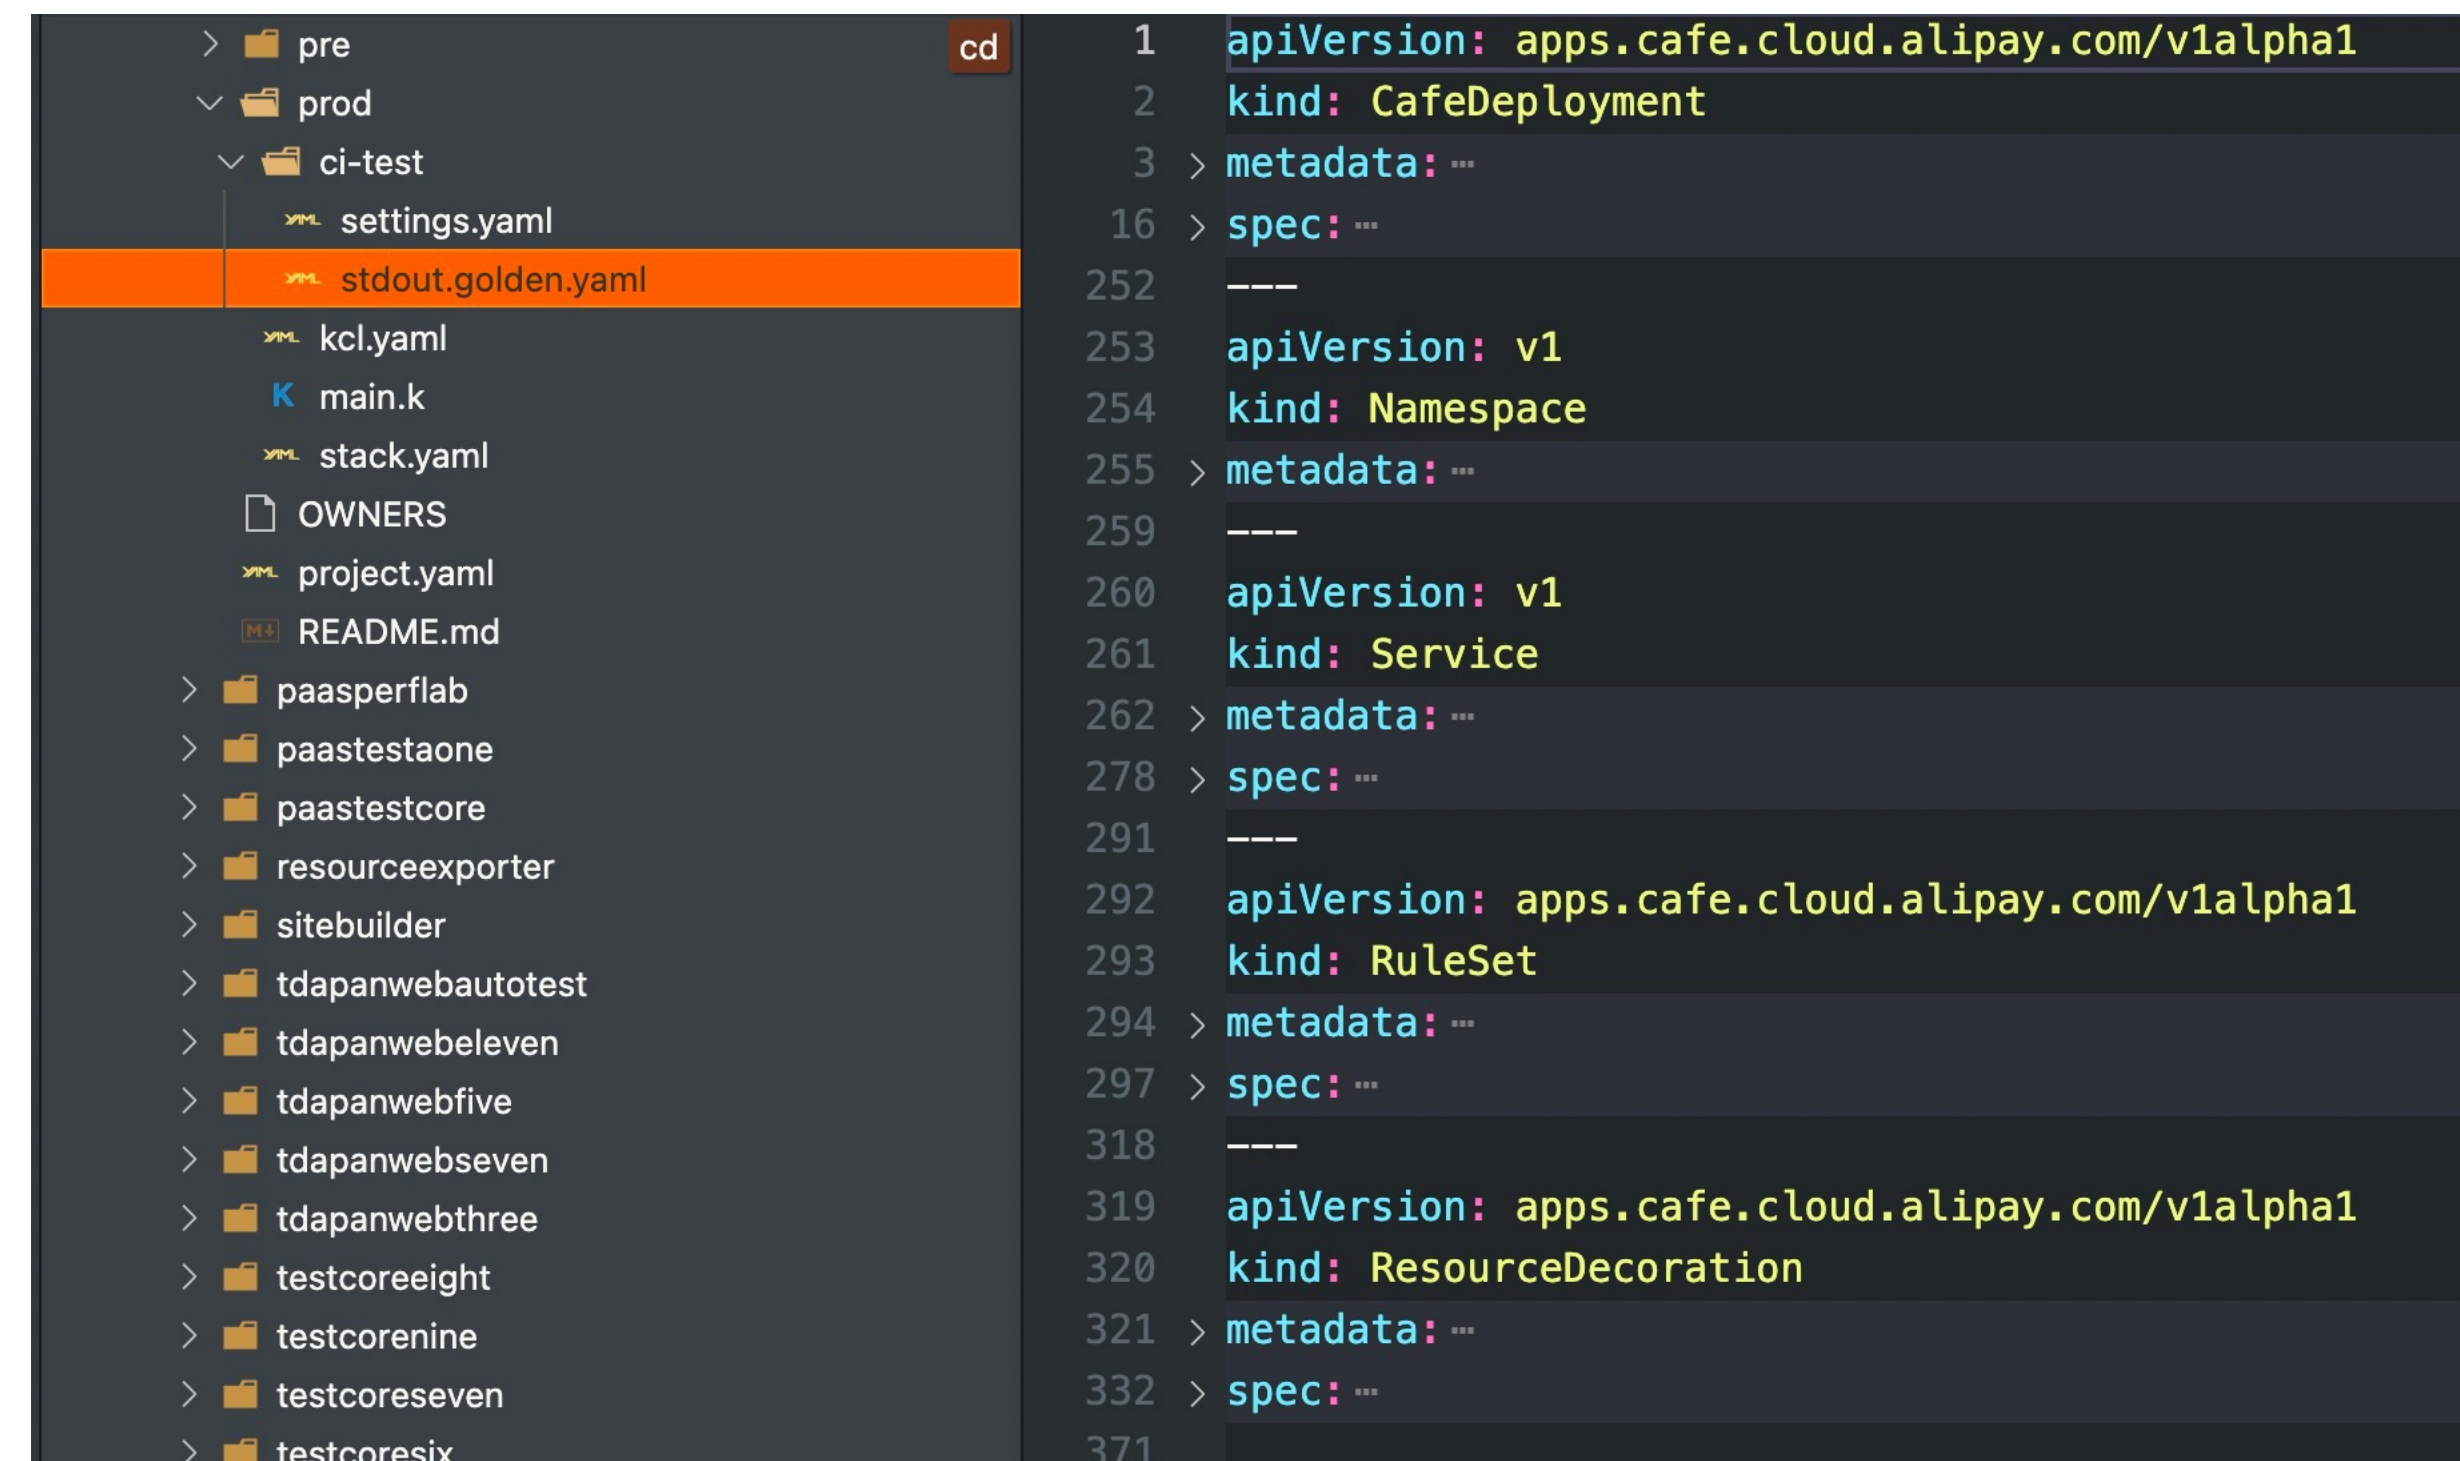 pre
cd
prod
ci-test
settings.yaml
stdout.golden.yaml
kcl.yaml
main.k
stack.yaml
OWNERS
project.yaml
README.md
paasperflab
paastestaone
paastestcore
resourceexporter
sitebuilder
tdapanwebautotest
tdapanwebeleven
tdapanwebfive
tdapanwebseven
tdapanwebthree
testcoreeight
testcorenine
testcoreseven
testcoresix
1 apiVersion: apps.cafe.cloud.alipay.com/v1alpha1
2 kind: CafeDeployment
3 > metadata: …
16 > spec: …
252 ---
253 apiVersion: v1
254 kind: Namespace
255 > metadata: …
259 ---
260 apiVersion: v1
261 kind: Service
262 > metadata: …
278 > spec: …
291 ---
292 apiVersion: apps.cafe.cloud.alipay.com/v1alpha1
293 kind: RuleSet
294 > metadata: …
297 > spec: …
318 ---
319 apiVersion: apps.cafe.cloud.alipay.com/v1alpha1
320 kind: ResourceDecoration
321 > metadata: …
332 > spec: …
371